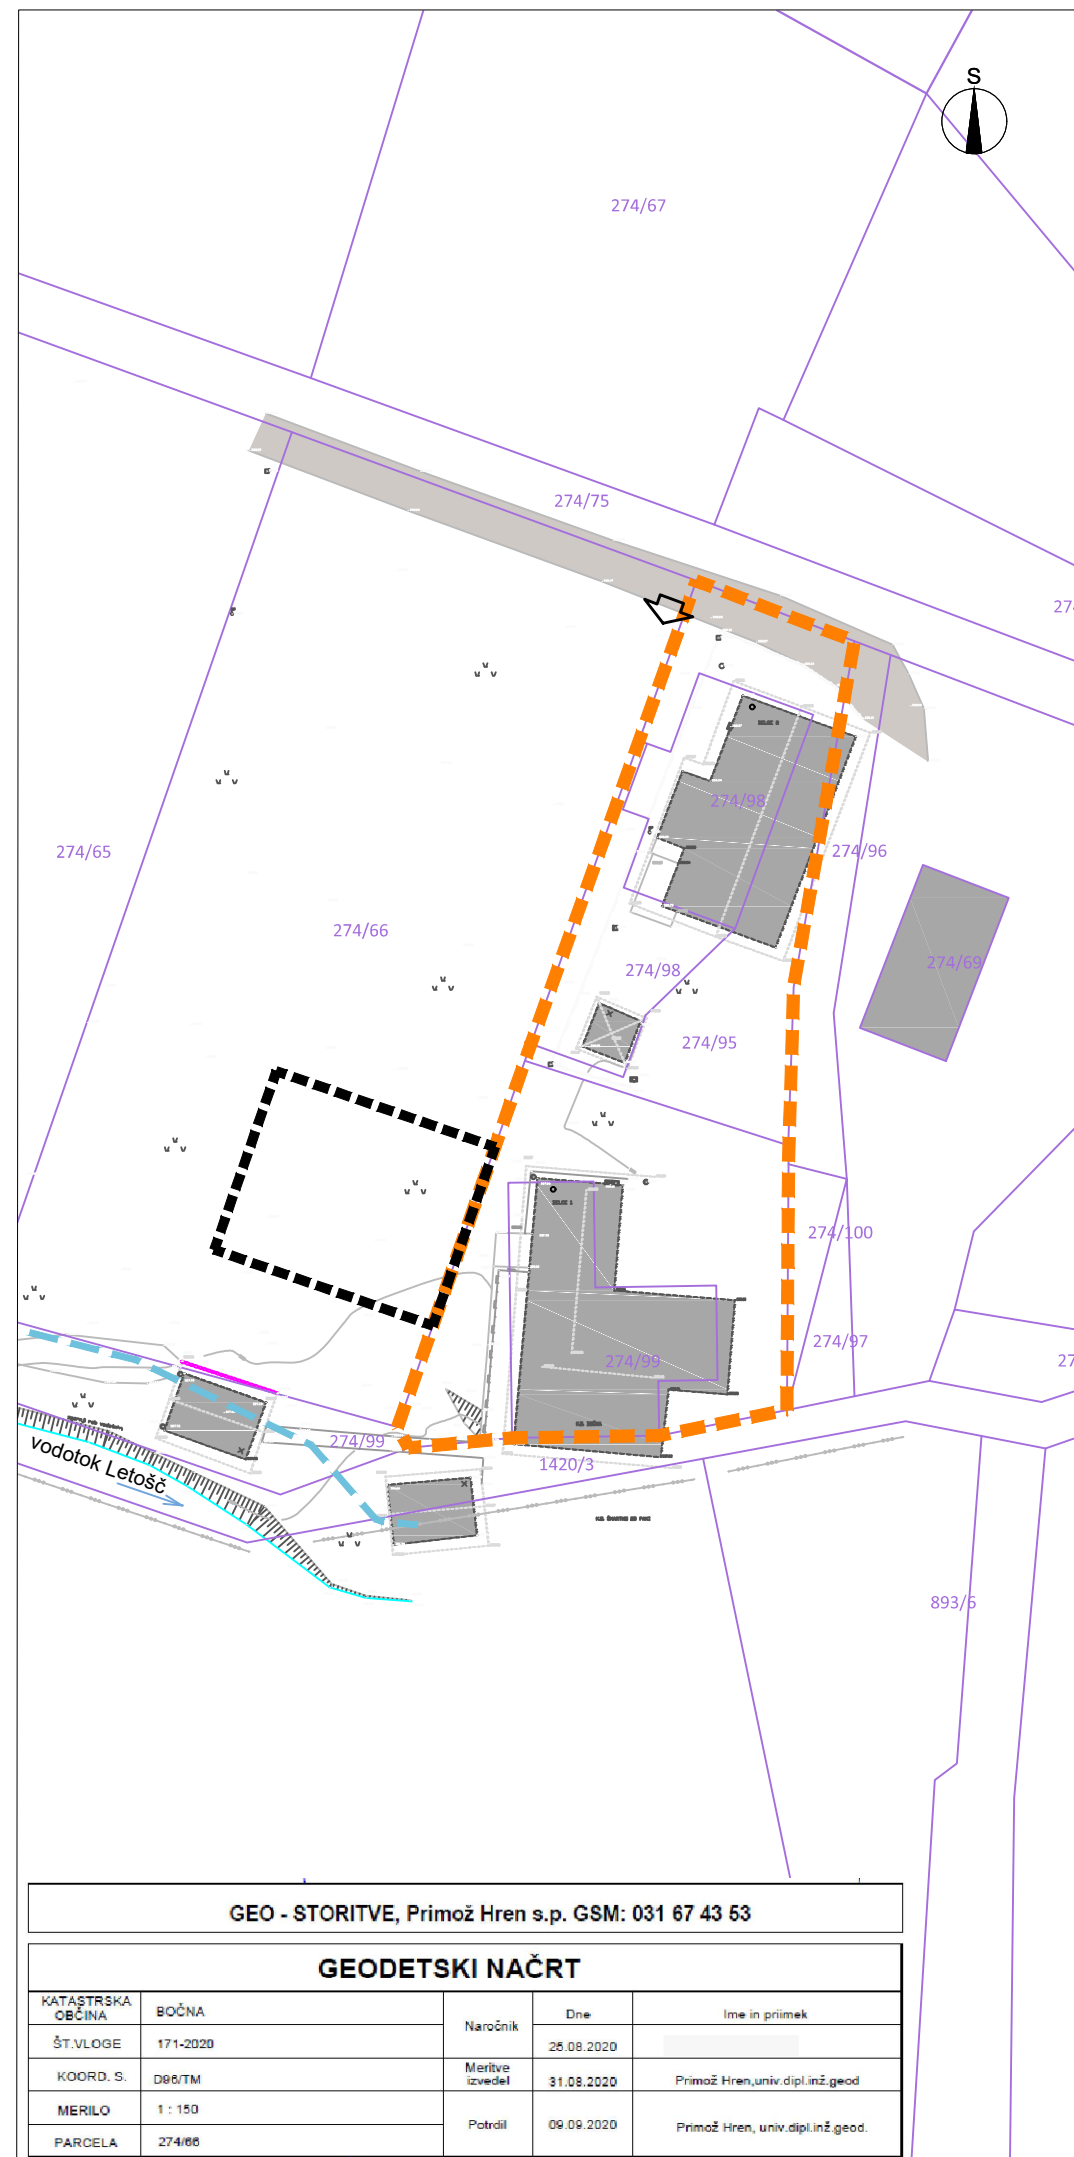 S
274/67
274/75
274/98
274/65
274/96
274/66
274/69
274/98
274/95
274/100
274/97
274/99
274/99
vodotok Letošč
1420/3
893/6
GEO - STORITVE, Primož Hren s.p. GSM: 031 67 43 53
GEODETSKI NAČRT
KATASTRSKA OBČINA BOČNA Naročnik Dne Ime in priimek
ŠT.VLOGE 171-2020 25.08.2020
KOORD. S. D96/TM Meritve izvedel 31.08.2020 Primož Hren,univ.dipl.inž.geod
MERILO 1 : 150 Potrdil 09.09.2020 Primož Hren, univ.dipl.inž.geod.
PARCELA 274/66